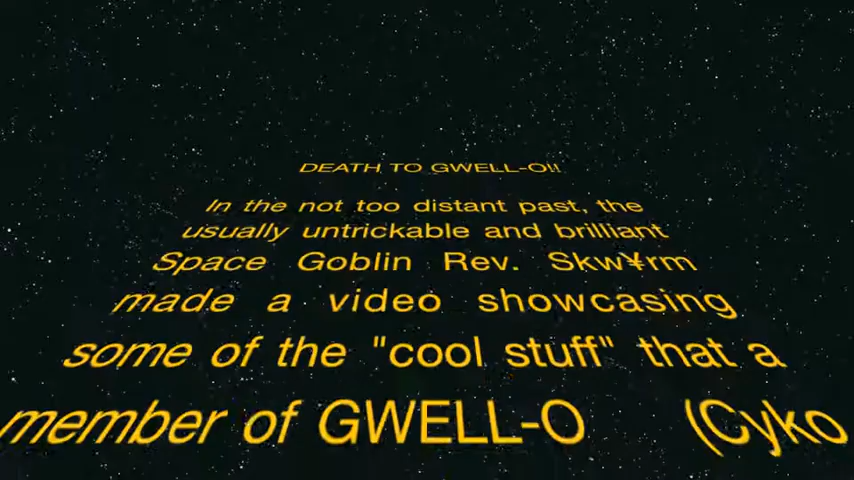 DEATH TO GWELL-O!!
In the not too distant past, the
usually untrickable and brilliant
Space Goblin Rev. Skw¥rm
made a video showcasing
some of the "cool stuff" that a
member of GWELL-O (Cyko